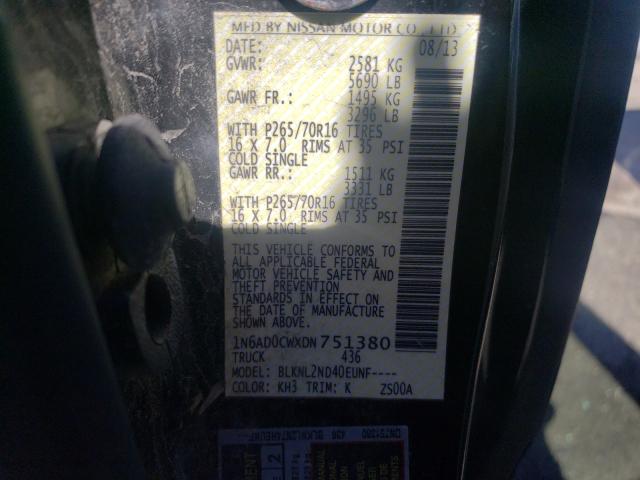 MFD BY NISSAN MOTOR CO., LTD.
DATE: 08/13
GVWR: 2581 KG
5690 LB
GAWR FR.: 1495 KG
3296 LB
WITH P265/70R16 TIRES
16 X 7.0 RIMS AT 35 PSI
COLD SINGLE
GAWR RR.: 1511 KG
3331 LB
WITH P265/70R16 TIRES
16 X 7.0 RIMS AT 35 PSI
COLD SINGLE
THIS VEHICLE CONFORMS TO
ALL APPLICABLE FEDERAL
MOTOR VEHICLE SAFETY AND
THEFT PREVENTION
STANDARDS IN EFFECT ON
THE DATE OF MANUFACTURE
SHOWN ABOVE.
1N6AD0CWXDN751380
TRUCK 436
MODEL: BLKNL2ND40EUNF----
COLOR: KH3 TRIM: K ZS00A
DN751380 436
2